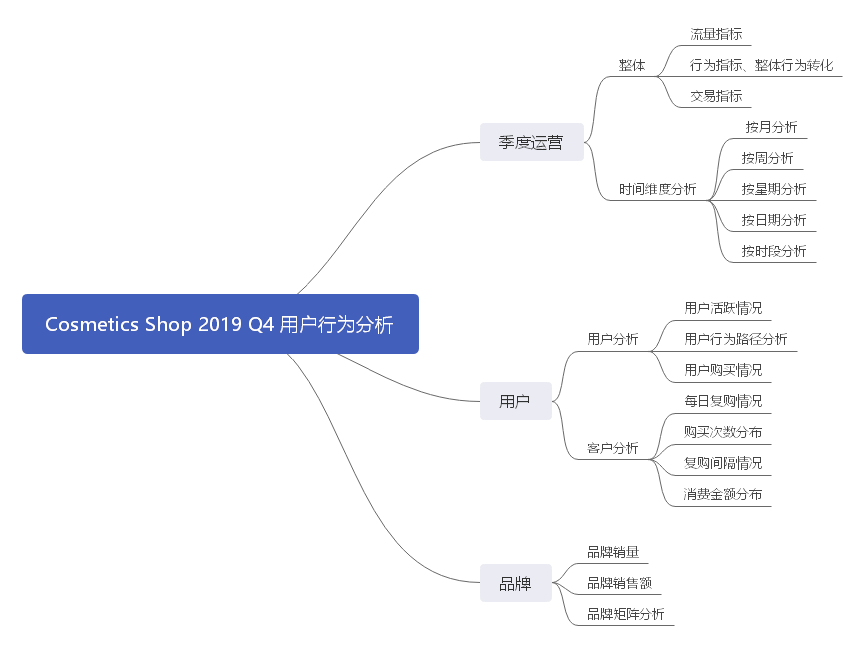 Cosmetics Shop 2019 Q4 用户行为分析
季度运营
整体
流量指标
行为指标、整体行为转化
交易指标
时间维度分析
按月分析
按周分析
按星期分析
按日期分析
按时段分析
用户
用户分析
用户活跃情况
用户行为路径分析
用户购买情况
客户分析
每日复购情况
购买次数分布
复购间隔情况
消费金额分布
品牌
品牌销量
品牌销售额
品牌矩阵分析